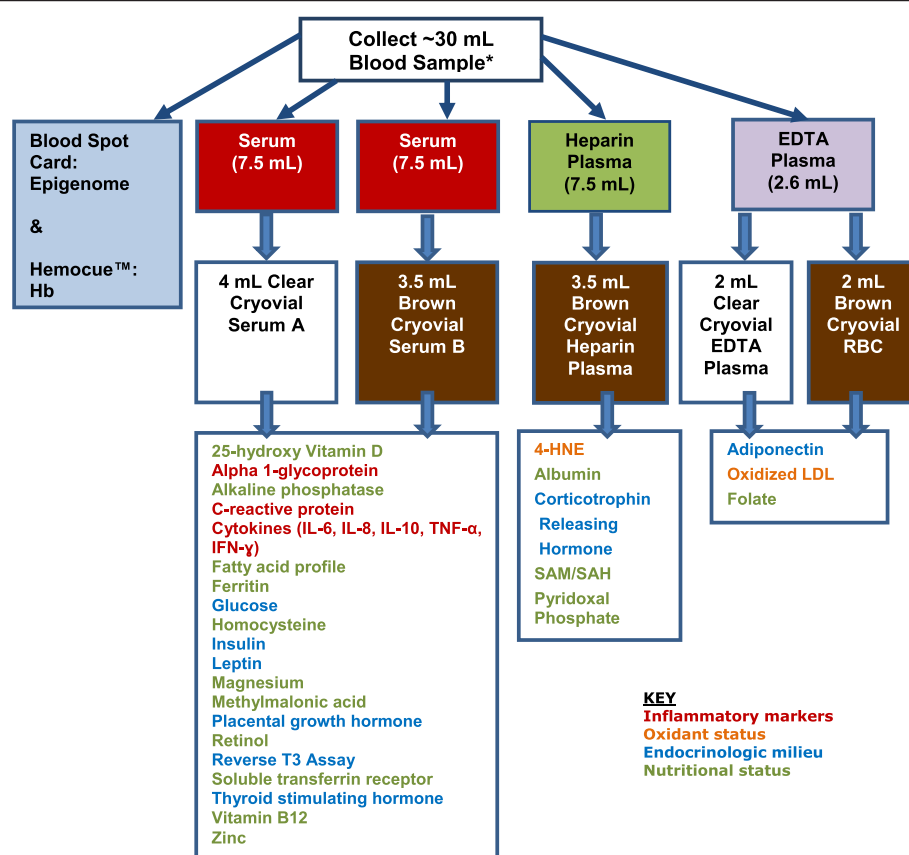 Collect ~30 mL
Blood Sample*
Blood Spot
Card:
Epigenome
&
Hemocue™:
Hb
Serum
(7.5 mL)
Serum
(7.5 mL)
Heparin
Plasma
(7.5 mL)
EDTA
Plasma
(2.6 mL)
4 mL Clear
Cryovial
Serum A
3.5 mL
Brown
Cryovial
Serum B
3.5 mL
Brown
Cryovial
Heparin
Plasma
2 mL
Clear
Cryovial
EDTA
Plasma
2 mL
Brown
Cryovial
RBC
25-hydroxy Vitamin D
Alpha 1-glycoprotein
Alkaline phosphatase
C-reactive protein
Cytokines (IL-6, IL-8, IL-10, TNF-α,
IFN-ɣ)
Fatty acid profile
Ferritin
Glucose
Homocysteine
Insulin
Leptin
Magnesium
Methylmalonic acid
Placental growth hormone
Retinol
Reverse T3 Assay
Soluble transferrin receptor
Thyroid stimulating hormone
Vitamin B12
Zinc
4-HNE
Albumin
Corticotrophin
Releasing
Hormone
SAM/SAH
Pyridoxal
Phosphate
Adiponectin
Oxidized LDL
Folate
KEY
Inflammatory markers
Oxidant status
Endocrinologic milieu
Nutritional status